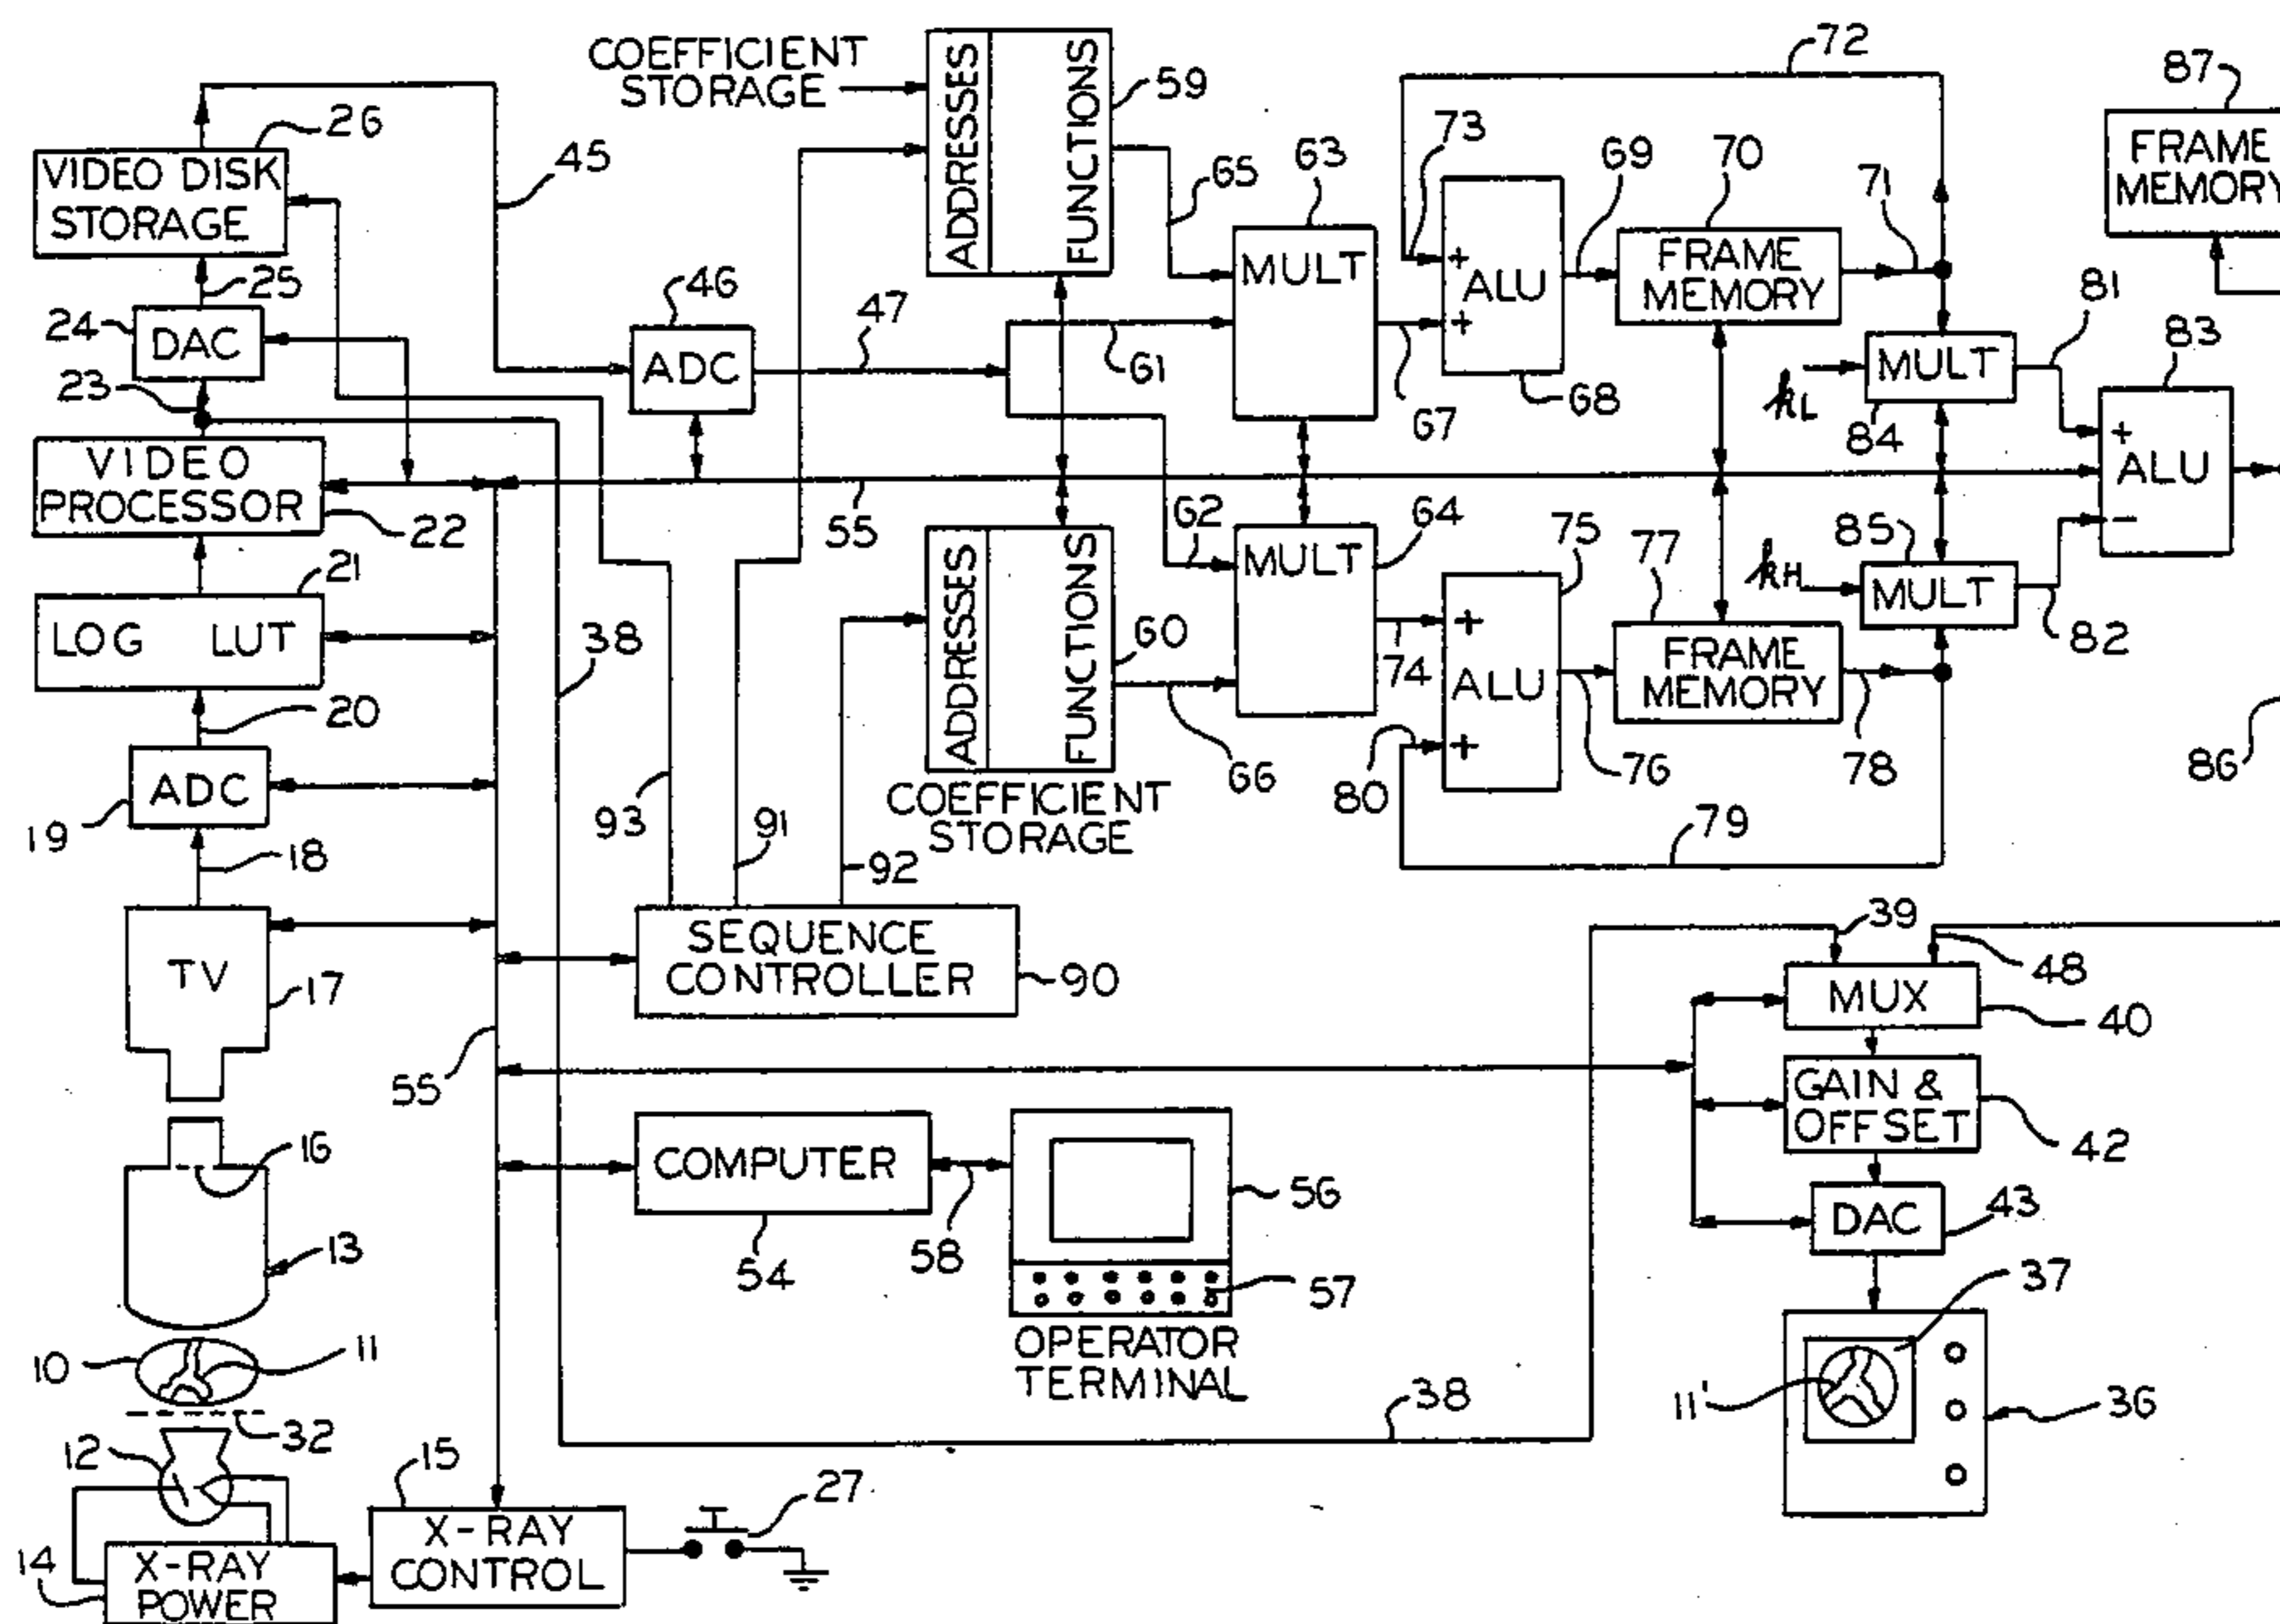 COEFFICIENT
STORAGE
ADDRESSES
FUNCTIONS
59
72
87
FRAME
MEMORY
26
VIDEO DISK
STORAGE
45
25
24
DAC
23
46
ADC
47
65
61
63
MULT
67
73
+
ALU
+
68
69
70
FRAME
MEMORY
71
81
83
MULT
kL
84
+
ALU
−
VIDEO
PROCESSOR
22
55
62
64
MULT
75
77
85
kH
MULT
82
21
LOG LUT
38
ADDRESSES
FUNCTIONS
60
66
COEFFICIENT
STORAGE
74
+
ALU
+
80
76
FRAME
MEMORY
78
86
79
20
ADC
19
18
93
91
92
TV
17
SEQUENCE
CONTROLLER
90
39
48
MUX
40
55
16
13
COMPUTER
54
58
56
57
OPERATOR
TERMINAL
GAIN &
OFFSET
42
DAC
43
37
11'
36
10
11
32
12
38
15
X-RAY
CONTROL
27
14
X-RAY
POWER